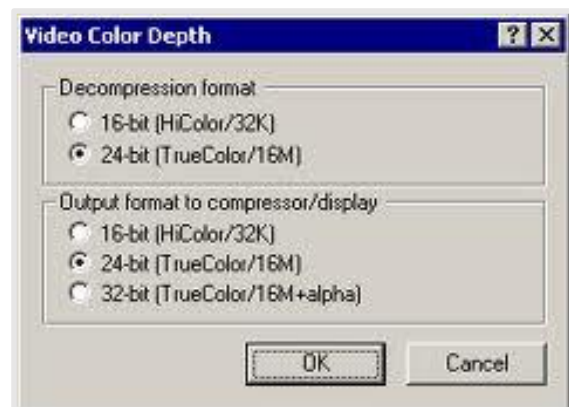 Video Color Depth
Decompression format
16-bit (HiColor/32K)
24-bit (TrueColor/16M)
Output format to compressor/display
16-bit (HiColor/32K)
24-bit (TrueColor/16M)
32-bit (TrueColor/16M+alpha)
OK Cancel